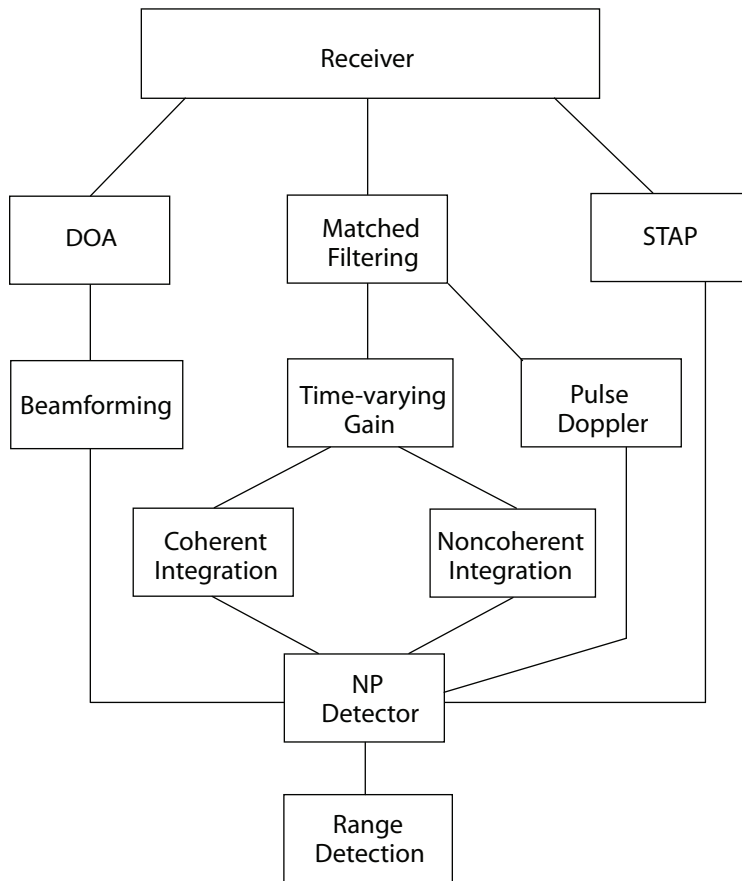 Receiver
DOA
Matched
Filtering
STAP
Beamforming
Time-varying
Gain
Pulse
Doppler
Coherent
Integration
Noncoherent
Integration
NP
Detector
Range
Detection